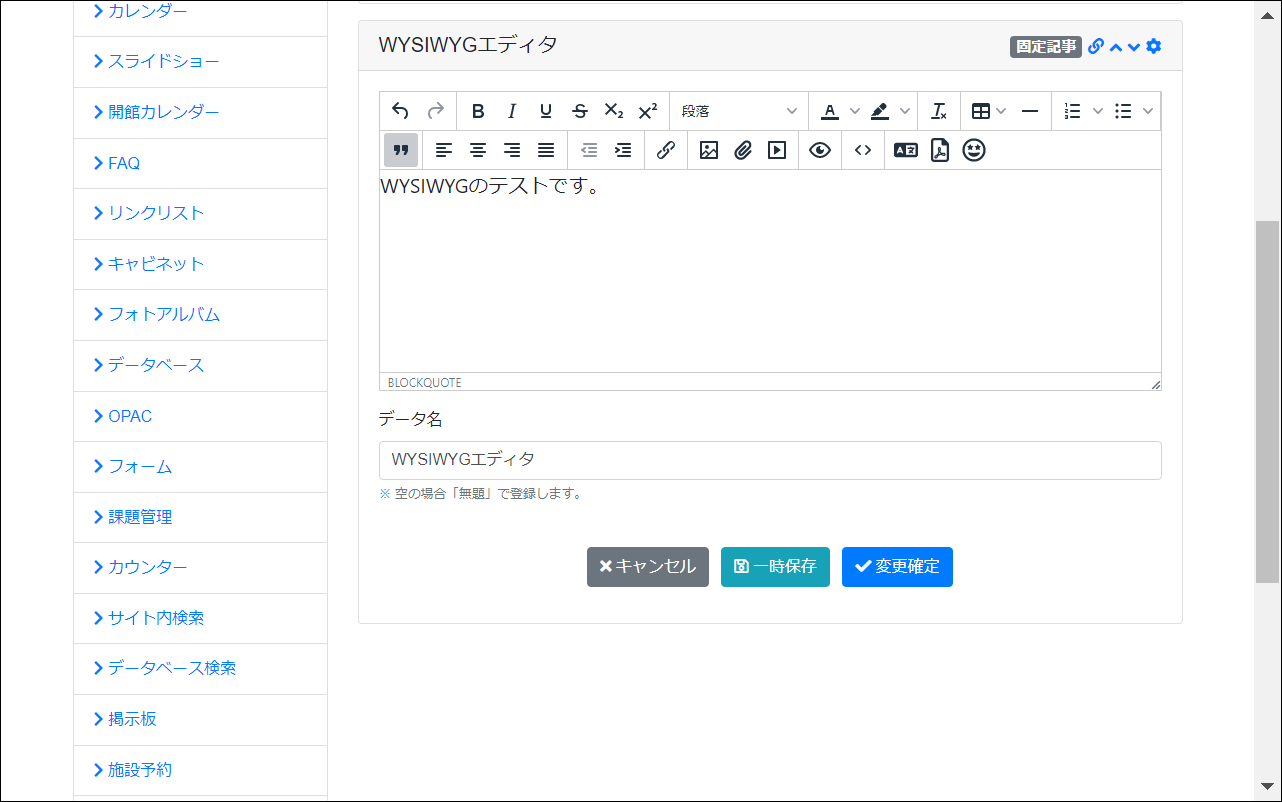 カレンダー
スライドショー
開館カレンダー
FAQ
リンクリスト
キャビネット
フォトアルバム
データベース
OPAC
フォーム
課題管理
カウンター
サイト内検索
データベース検索
掲示板
施設予約
WYSIWYGエディタ
固定記事
段落
WYSIWYGのテストです。
BLOCKQUOTE
データ名
WYSIWYGエディタ
※ 空の場合「無題」で登録します。
キャンセル
一時保存
変更確定